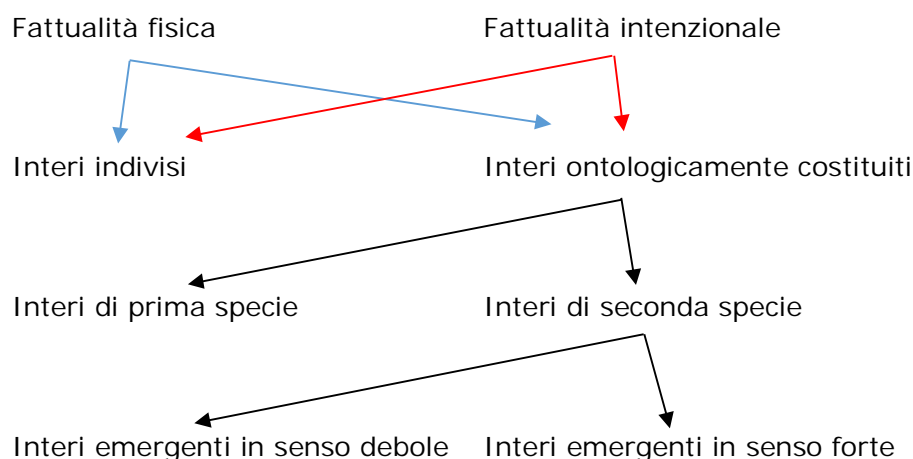 Fattualità fisica Fattualità intenzionale
Interi indivisi Interi ontologicamente costituiti
Interi di prima specie Interi di seconda specie
Interi emergenti in senso debole Interi emergenti in senso forte